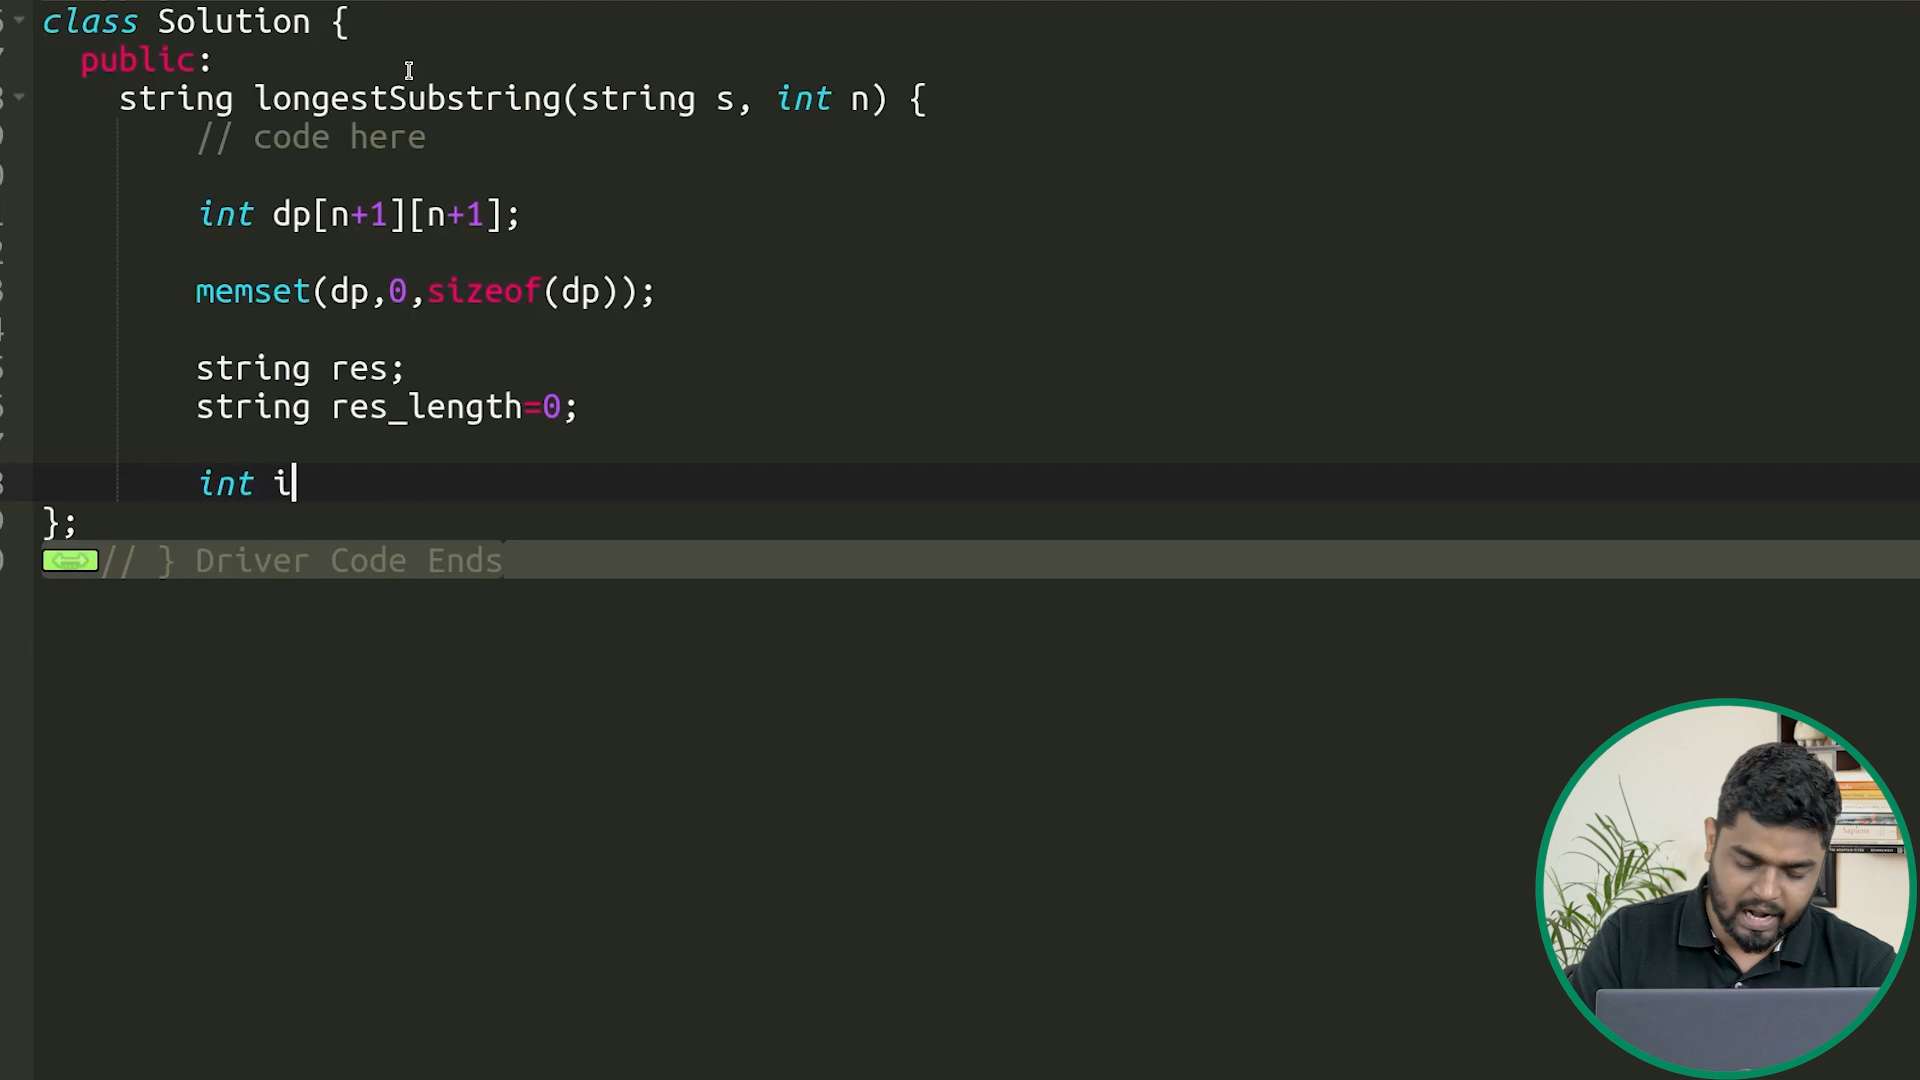 class Solution {
public:
string longestSubstring(string s, int n) {
// code here
int dp[n+1][n+1];
memset(dp,0,sizeof(dp));
string res;
string res_length=0;
int i
};
// } Driver Code Ends
Sapiens